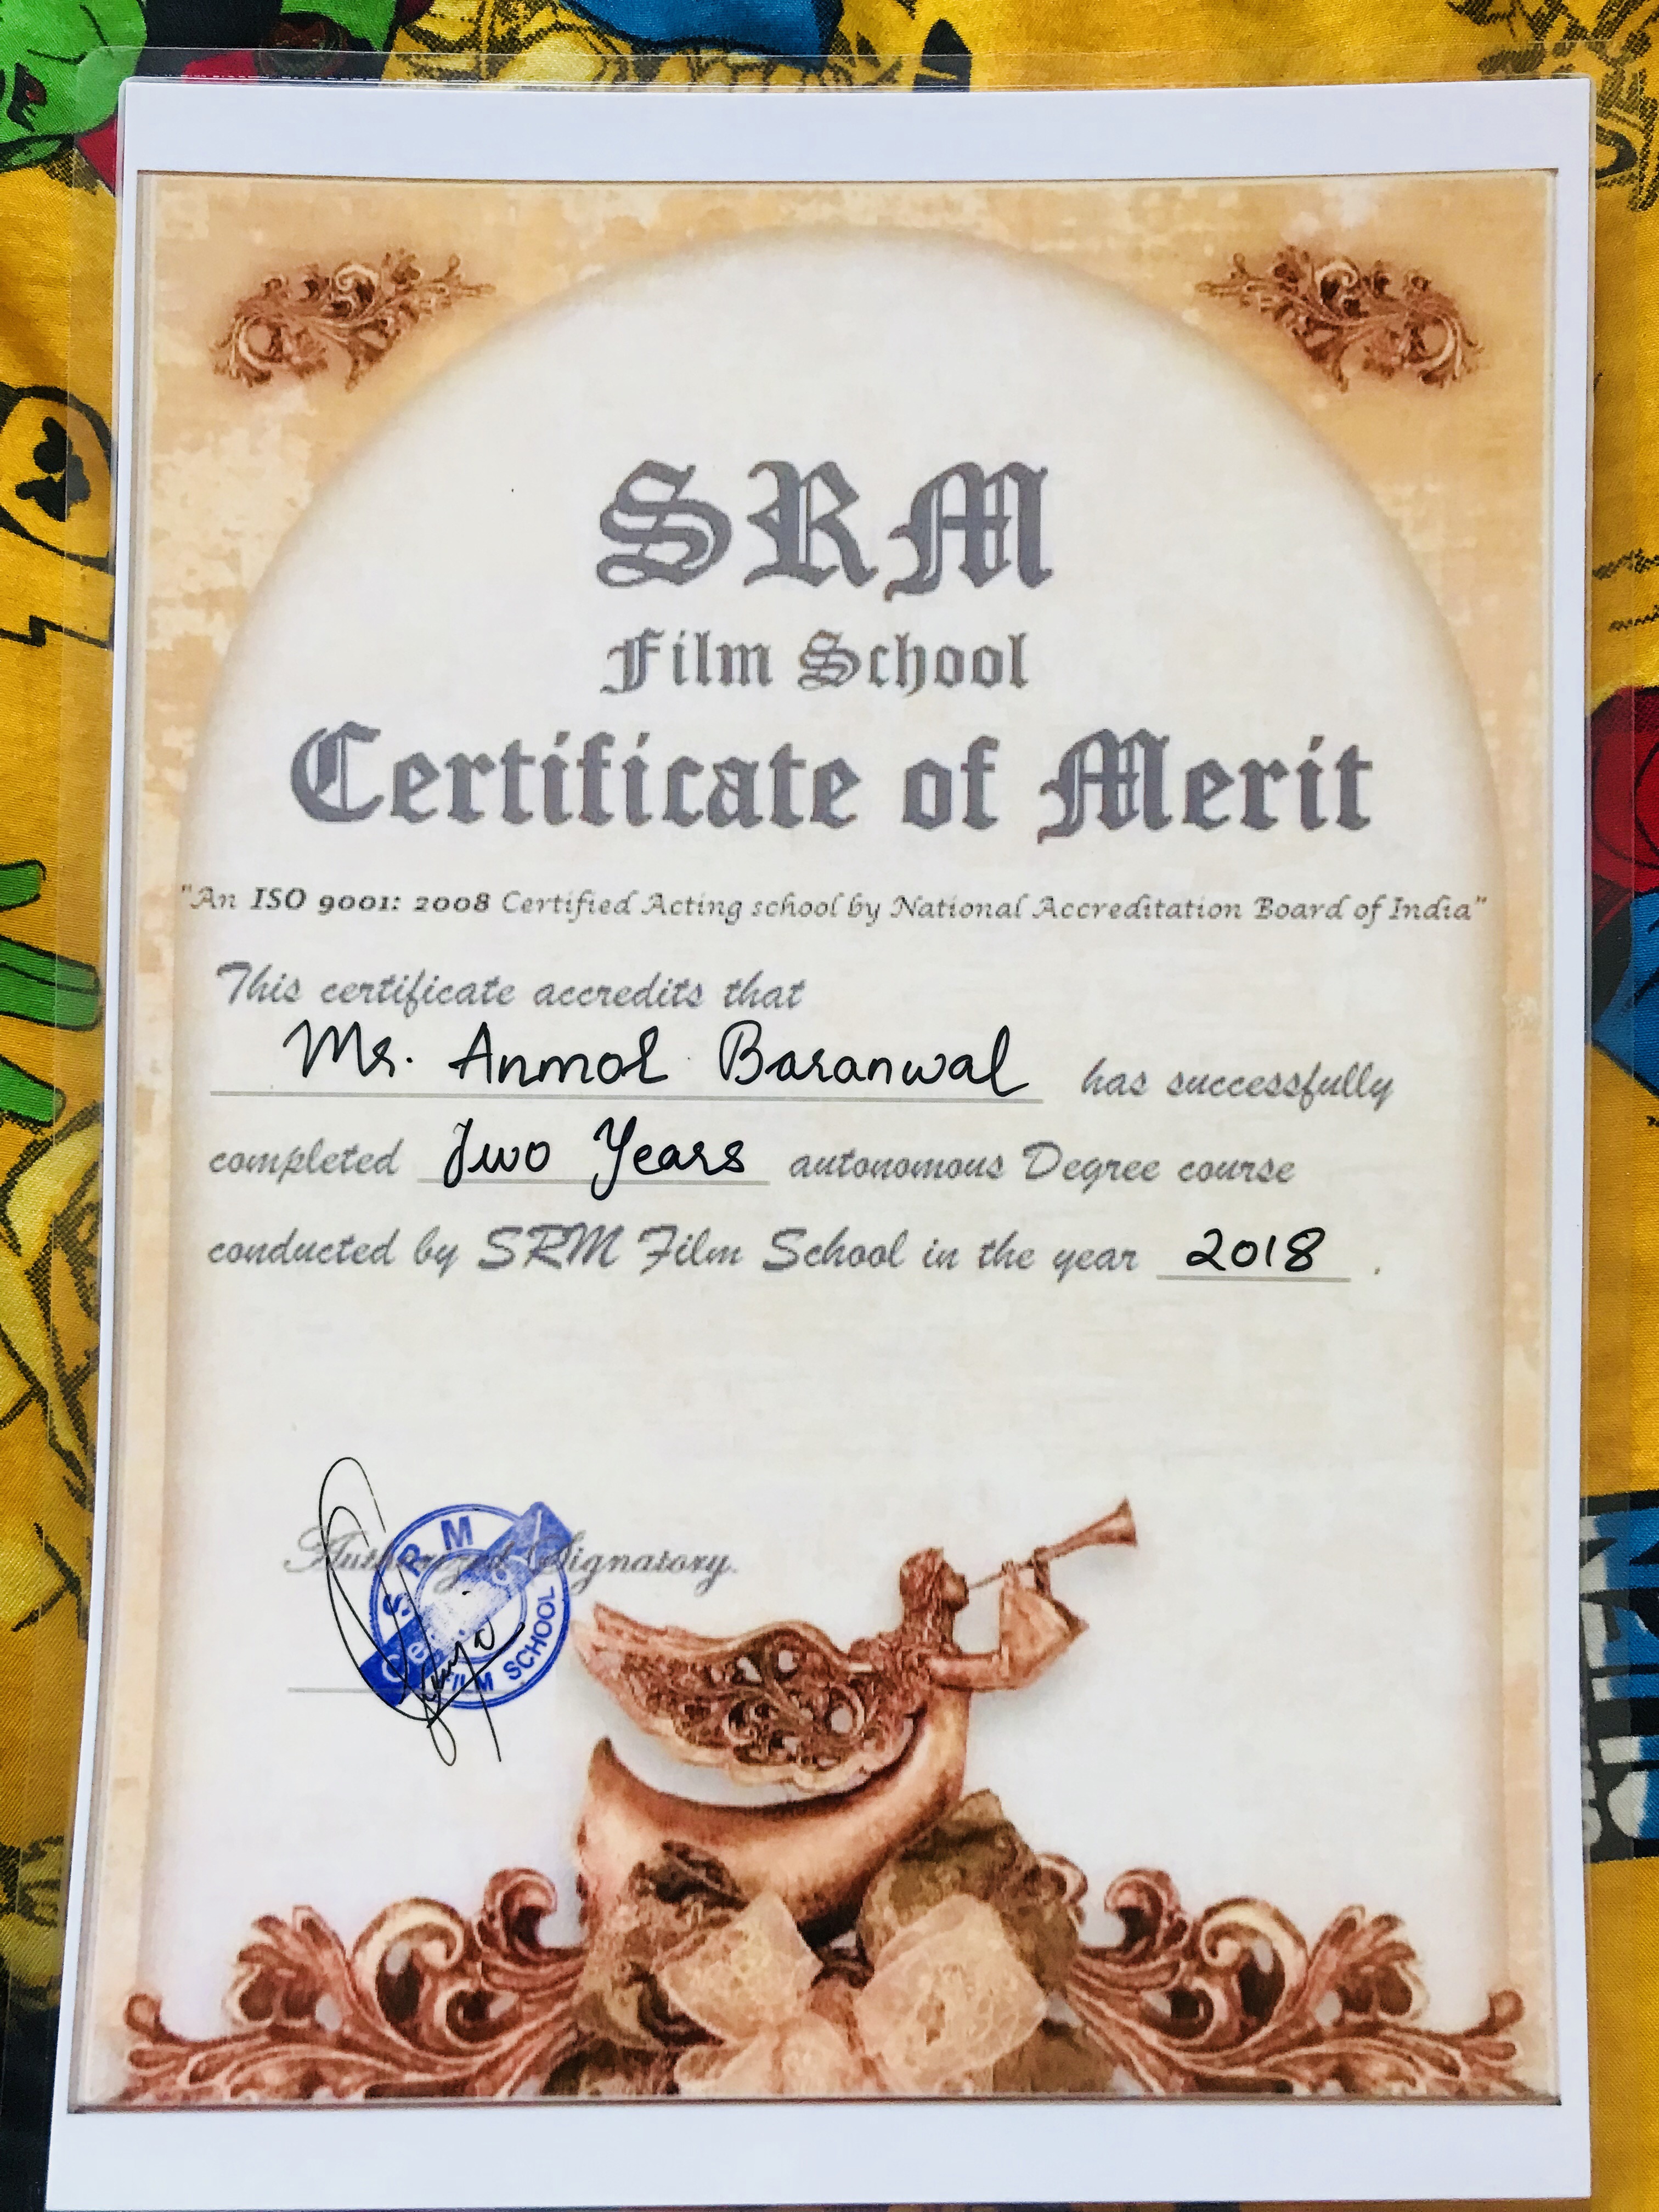 SRM
Film School
Certificate of Merit
"An ISO 9001: 2008 Certified Acting school by National Accreditation Board of India"
This certificate accredits that
Mr. Anmol Baranwal has successfully
completed Two Years autonomous Degree course
conducted by SRM Film School in the year 2018 .
Authorized Signatory.
SRM
FILM SCHOOL